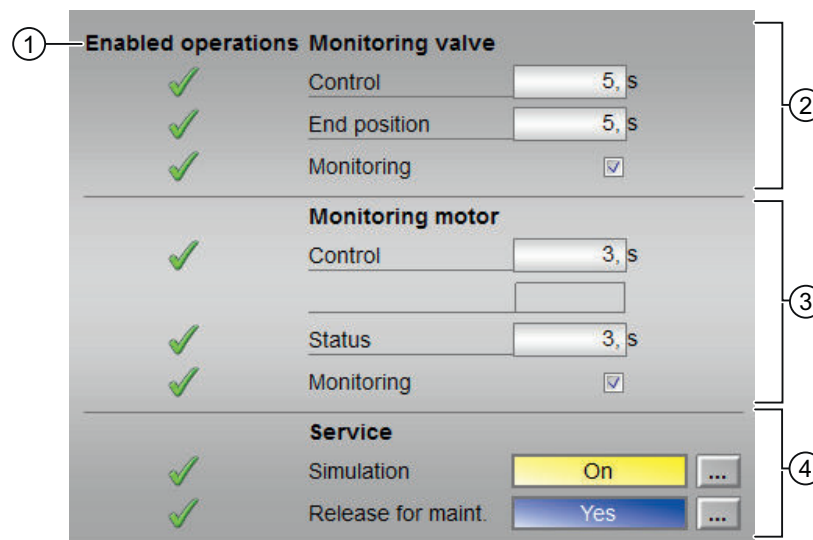 1 Enabled operations Monitoring valve
Control 5, s
End position 5, s
Monitoring
2
Monitoring motor
Control 3, s
3
Status 3, s
Monitoring
Service
Simulation On ...
4
Release for maint. Yes ...